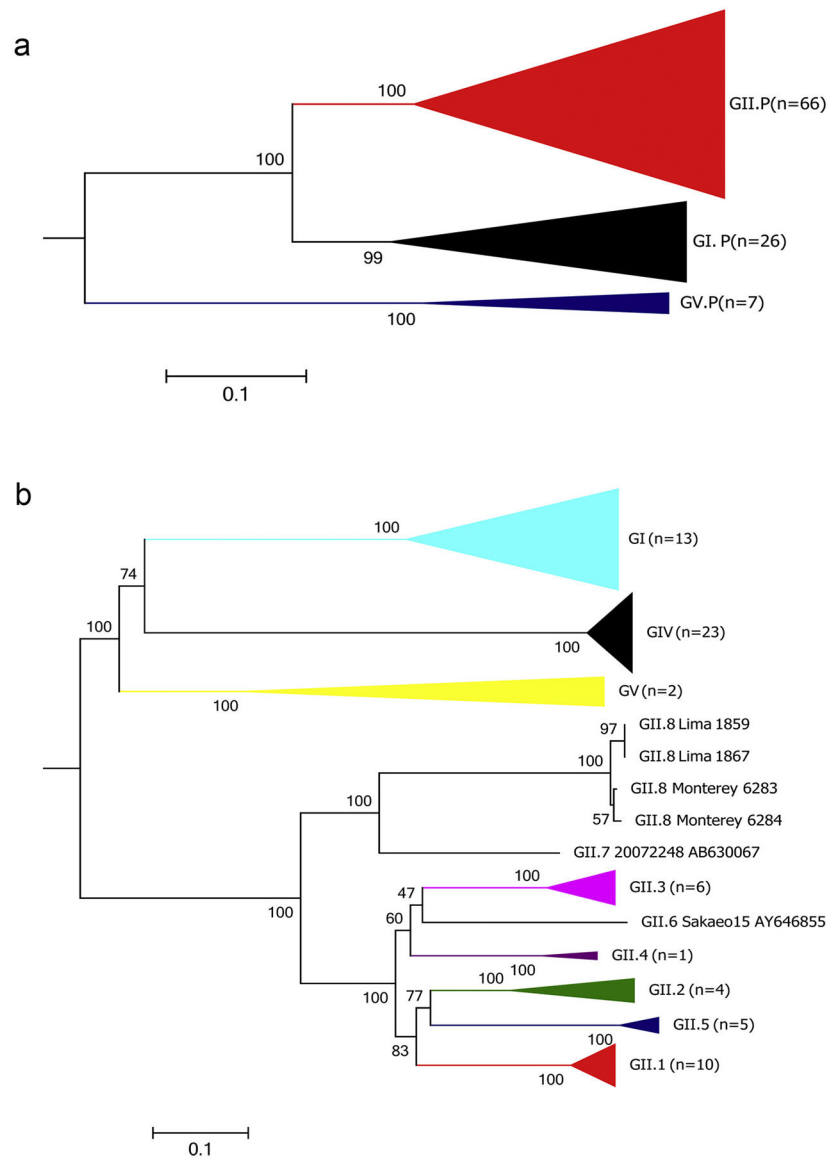 a
100
GII.P(n=66)
100
GI. P(n=26)
99
100
GV.P(n=7)
0.1
b
100
GI (n=13)
74
100
GIV (n=23)
100
GV (n=2)
100
97
GII.8 Lima 1859
GII.8 Lima 1867
100
GII.8 Monterey 6283
57
GII.8 Monterey 6284
100
GII.7 20072248 AB630067
100
GII.3 (n=6)
47
GII.6 Sakaeo15 AY646855
60
100
GII.4 (n=1)
100
GII.2 (n=4)
77
100
GII.5 (n=5)
100
83
GII.1 (n=10)
100
100
0.1